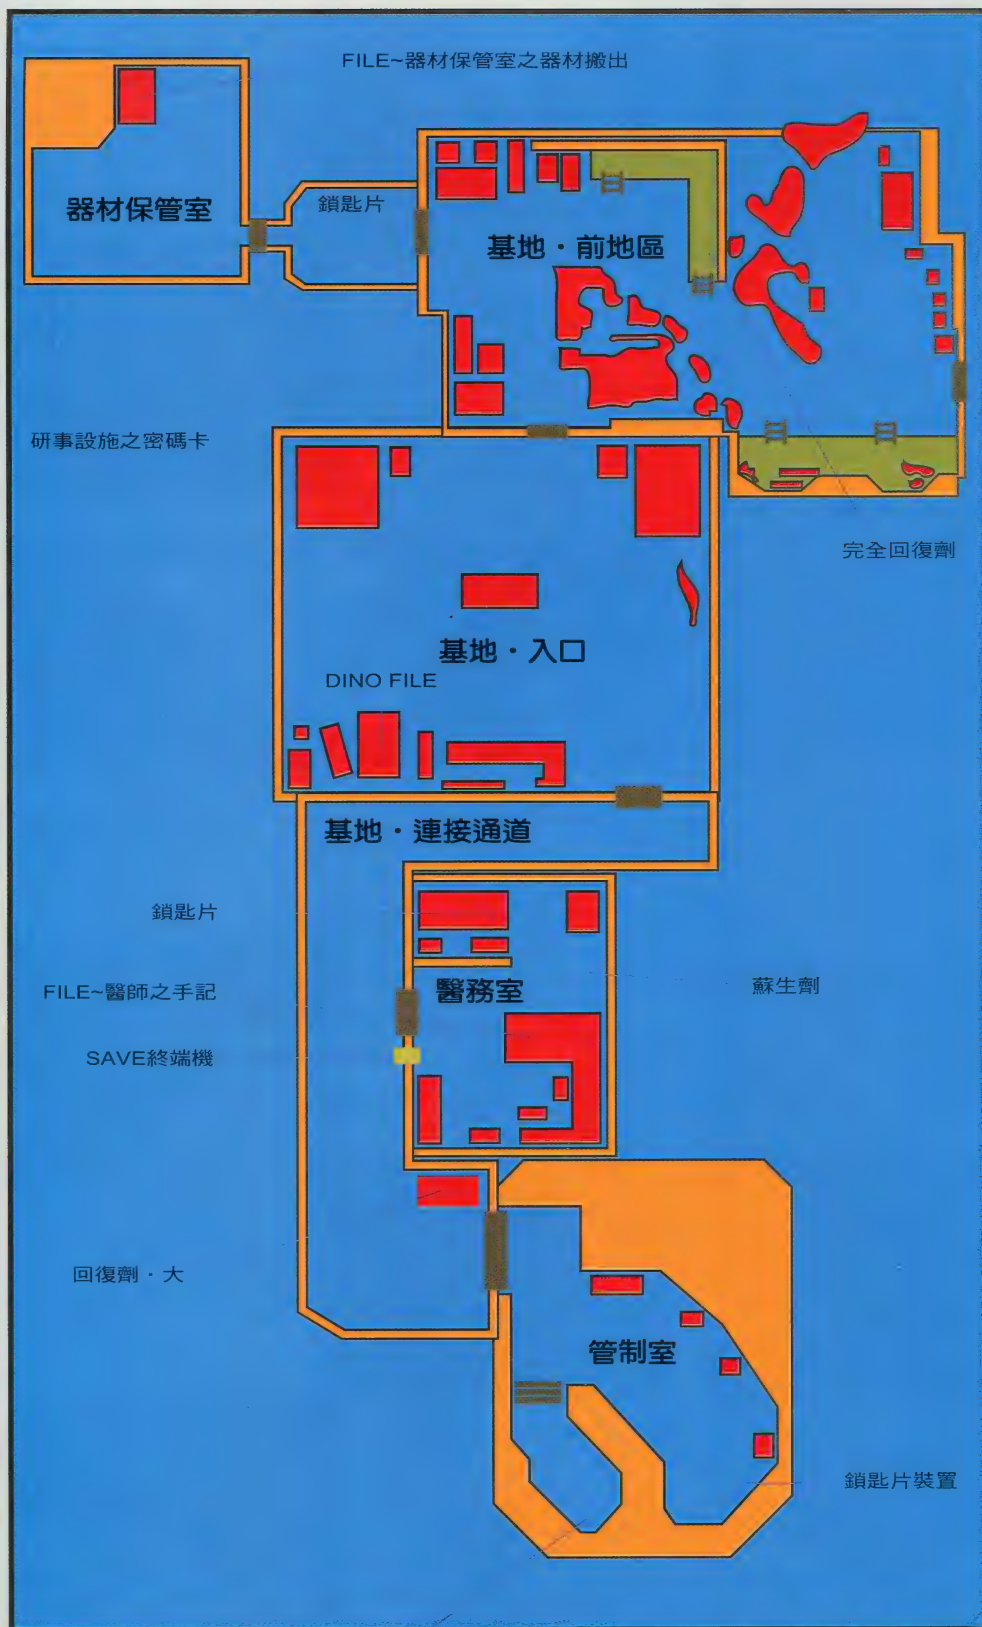 FILE~器材保管室之器材搬出
器材保管室
鎖匙片
基地・前地區
研事設施之密碼卡
完全回復劑
基地・入口
DINO FILE
基地・連接通道
鎖匙片
醫務室
FILE~醫師之手記
蘇生劑
SAVE終端機
回復劑・大
管制室
鎖匙片裝置